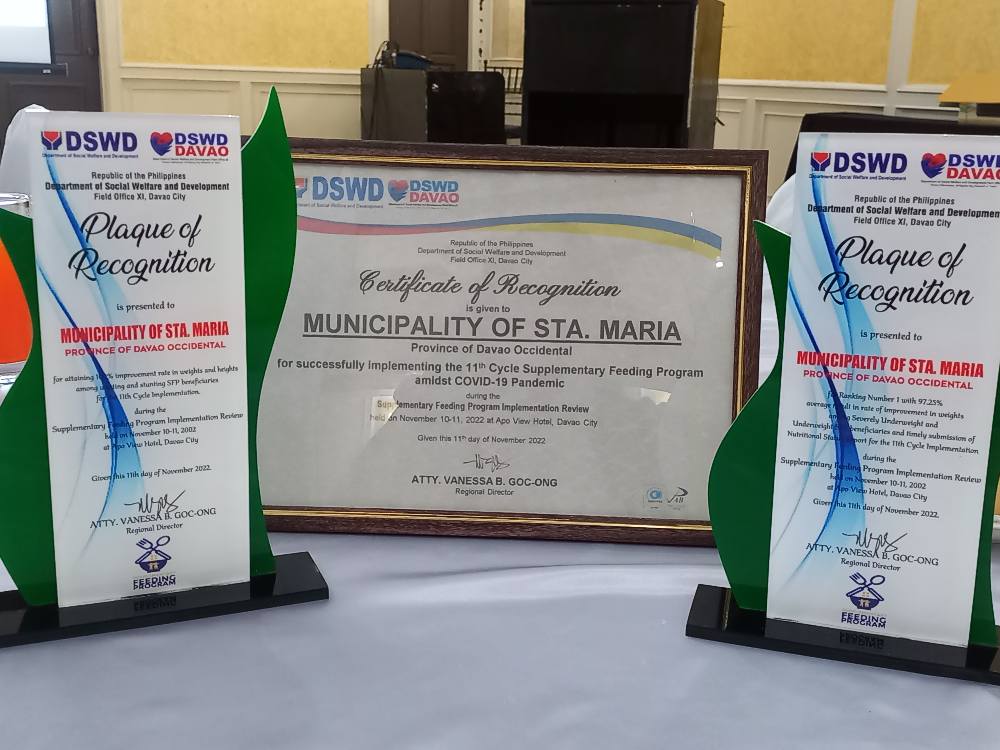 DSWD
Department of Social Welfare and Development
DSWD
DAVAO
Republic of the Philippines
Department of Social Welfare and Development
Field Office XI, Davao City
Plaque of
Recognition
is presented to
MUNICIPALITY OF STA. MARIA
PROVINCE OF DAVAO OCCIDENTAL
for attaining improvement rate in weights and heights
among and stunting SFP beneficiaries
for the 11th Cycle Implementation.
during the
Supplementary Feeding Program Implementation Review
held on November 10-11, 2002
at Apo View Hotel, Davao City
Given this 11th day of November 2022.
ATTY. VANESSA B. GOC-ONG
Regional Director
FEEDING
PROGRAM
DSWD
Department of Social Welfare and Development
DSWD
DAVAO
Republic of the Philippines
Department of Social Welfare and Development
Field Office XI, Davao City
Certificate of Recognition
is given to
MUNICIPALITY OF STA. MARIA
Province of Davao Occidental
for successfully implementing the 11th Cycle Supplementary Feeding Program
amidst COVID-19 Pandemic
during the
Supplementary Feeding Program Implementation Review
held on November 10-11, 2022 at Apo View Hotel, Davao City
Given this 11th day of November 2022
ATTY. VANESSA B. GOC-ONG
Regional Director
PAB
DSWD
Department of Social Welfare and Development
DSWD
DAVAO
Republic of the Philippines
Department of Social Welfare and Development
Field Office XI, Davao City
Plaque of
Recognition
is presented to
MUNICIPALITY OF STA. MARIA
PROVINCE OF DAVAO OCCIDENTAL
for Ranking Number 1 with 97.25%
average result in rate of improvement in weights
among Severely Underweight and
Underweight beneficiaries and timely submission of
Nutritional Status Report for the 11th Cycle Implementation
during the
Supplementary Feeding Program Implementation Review
held on November 10-11, 2002
at Apo View Hotel, Davao City
Given this 11th day of November 2022.
ATTY. VANESSA B. GOC-ONG
Regional Director
FEEDING
PROGRAM